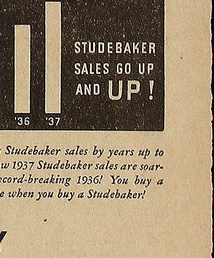 STUDEBAKER
SALES GO UP
AND UP!
'36 '37
Studebaker sales by years up to
w 1937 Studebaker sales are soar-
ecord-breaking 1936! You buy a
e when you buy a Studebaker!
Y